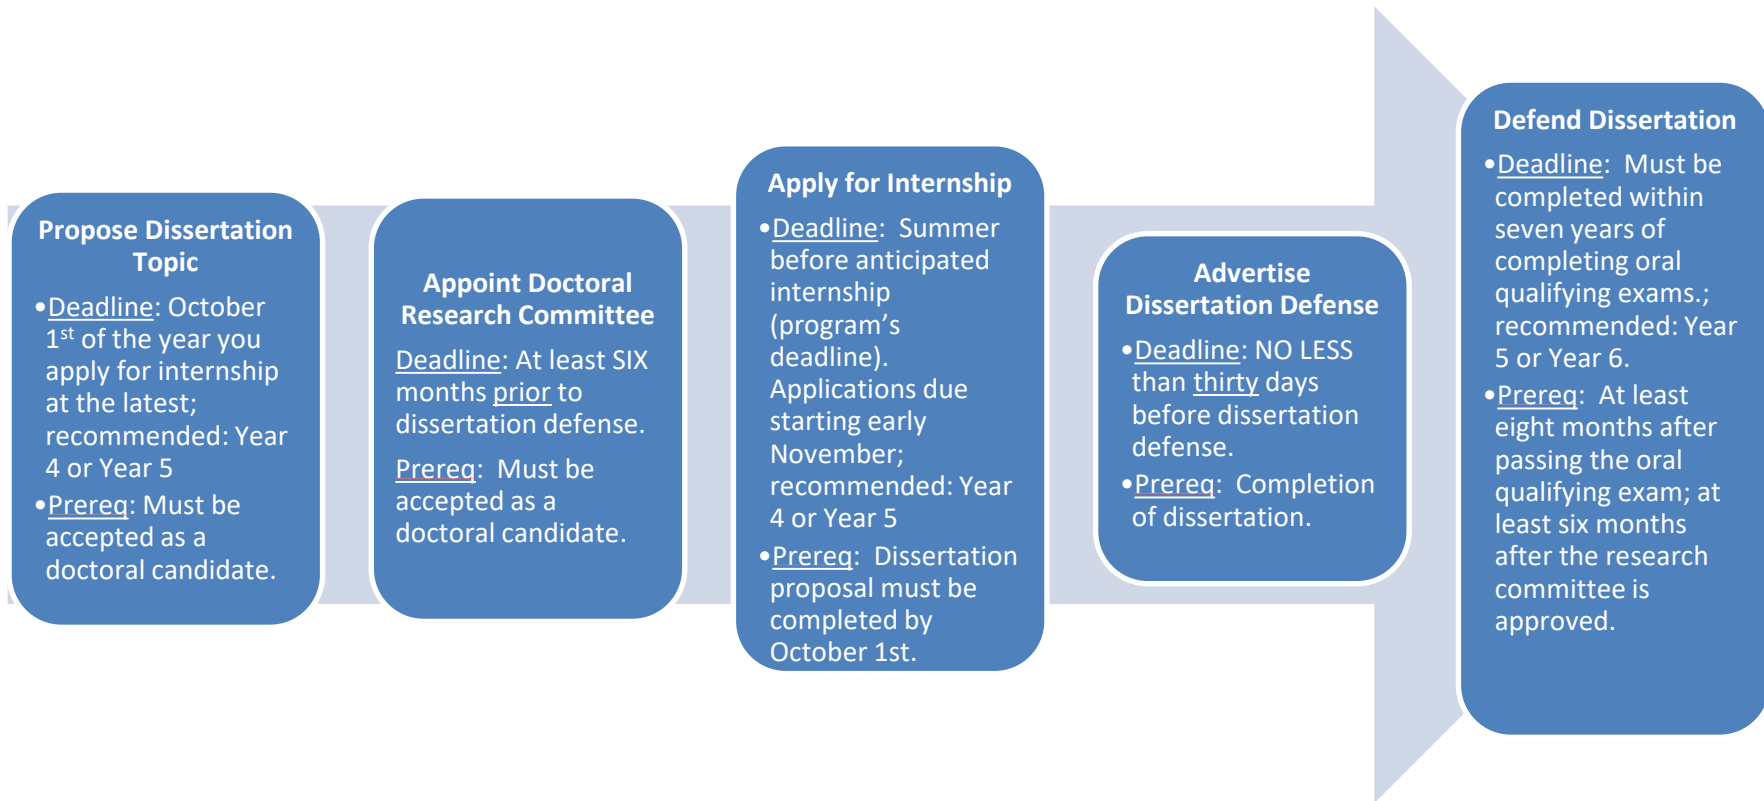 Propose Dissertation
Topic
•Deadline: October
1st of the year you
apply for internship
at the latest;
recommended: Year
4 or Year 5
•Prereq: Must be
accepted as a
doctoral candidate.
Appoint Doctoral
Research Committee
Deadline: At least SIX
months prior to
dissertation defense.
Prereq: Must be
accepted as a
doctoral candidate.
Apply for Internship
•Deadline: Summer
before anticipated
internship
(program’s
deadline).
Applications due
starting early
November;
recommended: Year
4 or Year 5
•Prereq: Dissertation
proposal must be
completed by
October 1st.
Advertise
Dissertation Defense
•Deadline: NO LESS
than thirty days
before dissertation
defense.
•Prereq: Completion
of dissertation.
Defend Dissertation
•Deadline: Must be
completed within
seven years of
completing oral
qualifying exams.;
recommended: Year
5 or Year 6.
•Prereq: At least
eight months after
passing the oral
qualifying exam; at
least six months
after the research
committee is
approved.